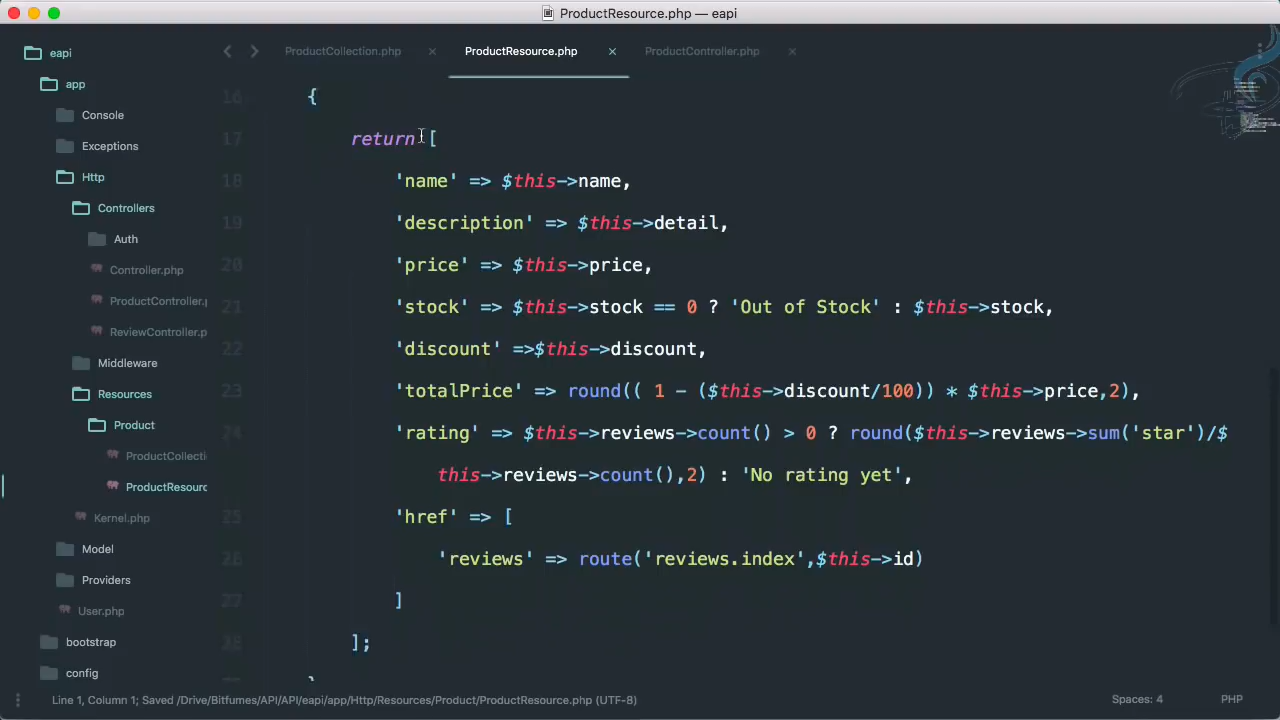 ProductResource.php — eapi
eapi
app
Console
Exceptions
Http
Controllers
Auth
Controller.php
ProductController.p
ReviewController.p
Middleware
Resources
Product
ProductCollecti
ProductResourc
Kernel.php
Model
Providers
User.php
bootstrap
config
ProductCollection.php
ProductResource.php
ProductController.php
16 {
17 return [
18 'name' => $this->name,
19 'description' => $this->detail,
20 'price' => $this->price,
21 'stock' => $this->stock == 0 ? 'Out of Stock' : $this->stock,
22 'discount' =>$this->discount,
23 'totalPrice' => round(( 1 - ($this->discount/100)) * $this->price,2),
24 'rating' => $this->reviews->count() > 0 ? round($this->reviews->sum('star')/$
this->reviews->count(),2) : 'No rating yet',
25 'href' => [
26 'reviews' => route('reviews.index',$this->id)
27 ]
28 ];
Line 1, Column 1; Saved /Drive/Bitfumes/API/API/eapi/app/Http/Resources/Product/ProductResource.php (UTF-8)
Spaces: 4
PHP